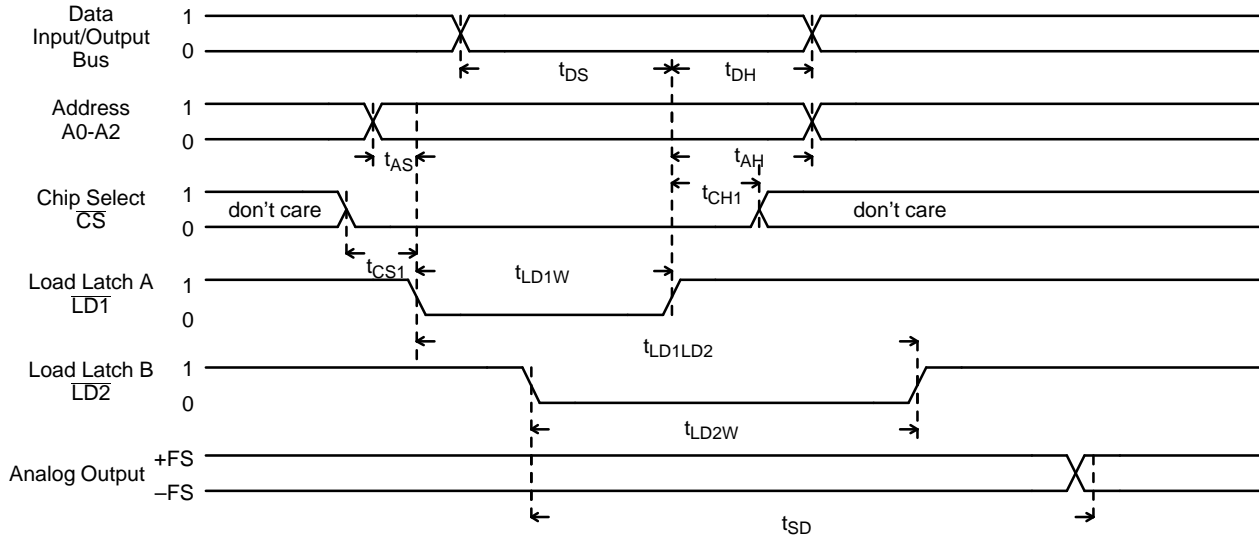 Data
Input/Output
Bus
1
0
tDS
tDH
Address
A0-A2
1
0
tAS
tAH
Chip Select
CS
1
0
don't care
don't care
tCH1
tCS1
Load Latch A
LD1
1
0
tLD1W
tLD1LD2
Load Latch B
LD2
1
0
tLD2W
Analog Output
+FS
–FS
tSD